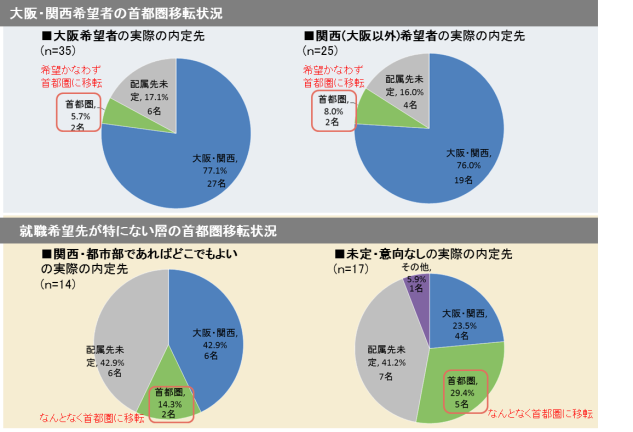 大阪・関西希望者の首都圏移転状況
■大阪希望者の実際の内定先
(n=35)
希望かなわず
首都圏に移転
首都圏,
5.7%
2名
配属先未
定, 17.1%
6名
大阪・関西,
77.1%
27名
■関西(大阪以外)希望者の実際の内定先
(n=25)
希望かなわず
首都圏に移転
首都圏,
8.0%
2名
配属先未
定, 16.0%
4名
大阪・関西,
76.0%
19名
就職希望先が特にない層の首都圏移転状況
■関西・都市部であればどこでもよい
の実際の内定先
(n=14)
大阪・関西,
42.9%
6名
配属先未
定, 42.9%
6名
首都圏,
14.3%
2名
なんとなく首都圏に移転
■未定・意向なしの実際の内定先
(n=17)
その他,
5.9%
1名
大阪・関西,
23.5%
4名
配属先未
定, 41.2%
7名
首都圏,
29.4%
5名
なんとなく首都圏に移転